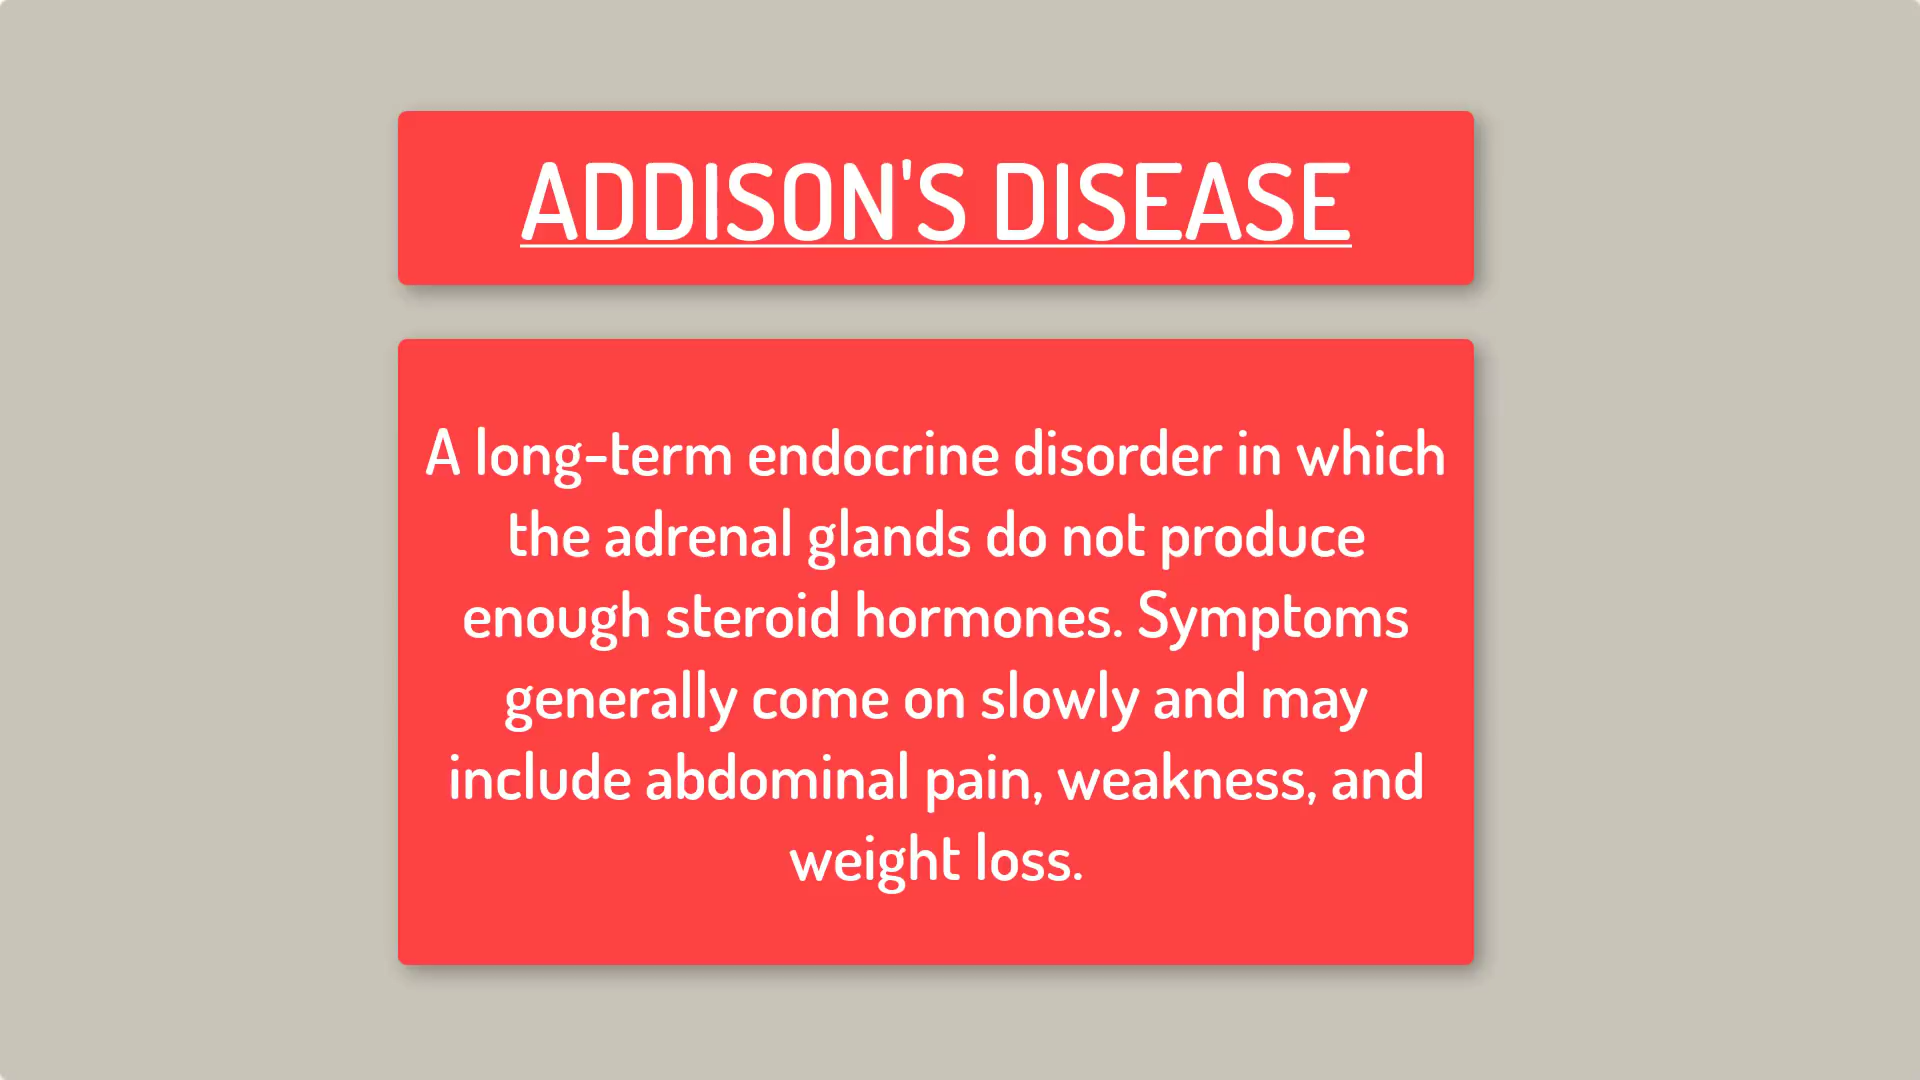 ADDISON'S DISEASE
A long-term endocrine disorder in which
the adrenal glands do not produce
enough steroid hormones. Symptoms
generally come on slowly and may
include abdominal pain, weakness, and
weight loss.